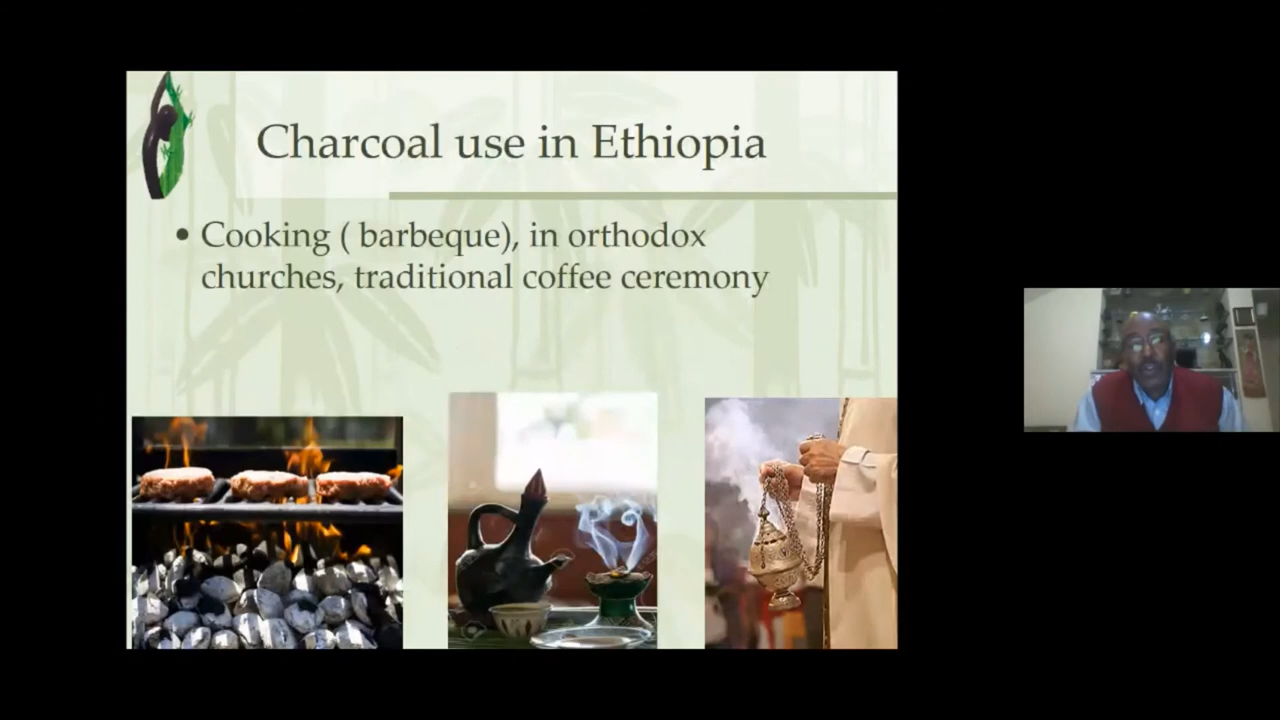 Charcoal use in Ethiopia
• Cooking ( barbeque), in orthodox
churches, traditional coffee ceremony